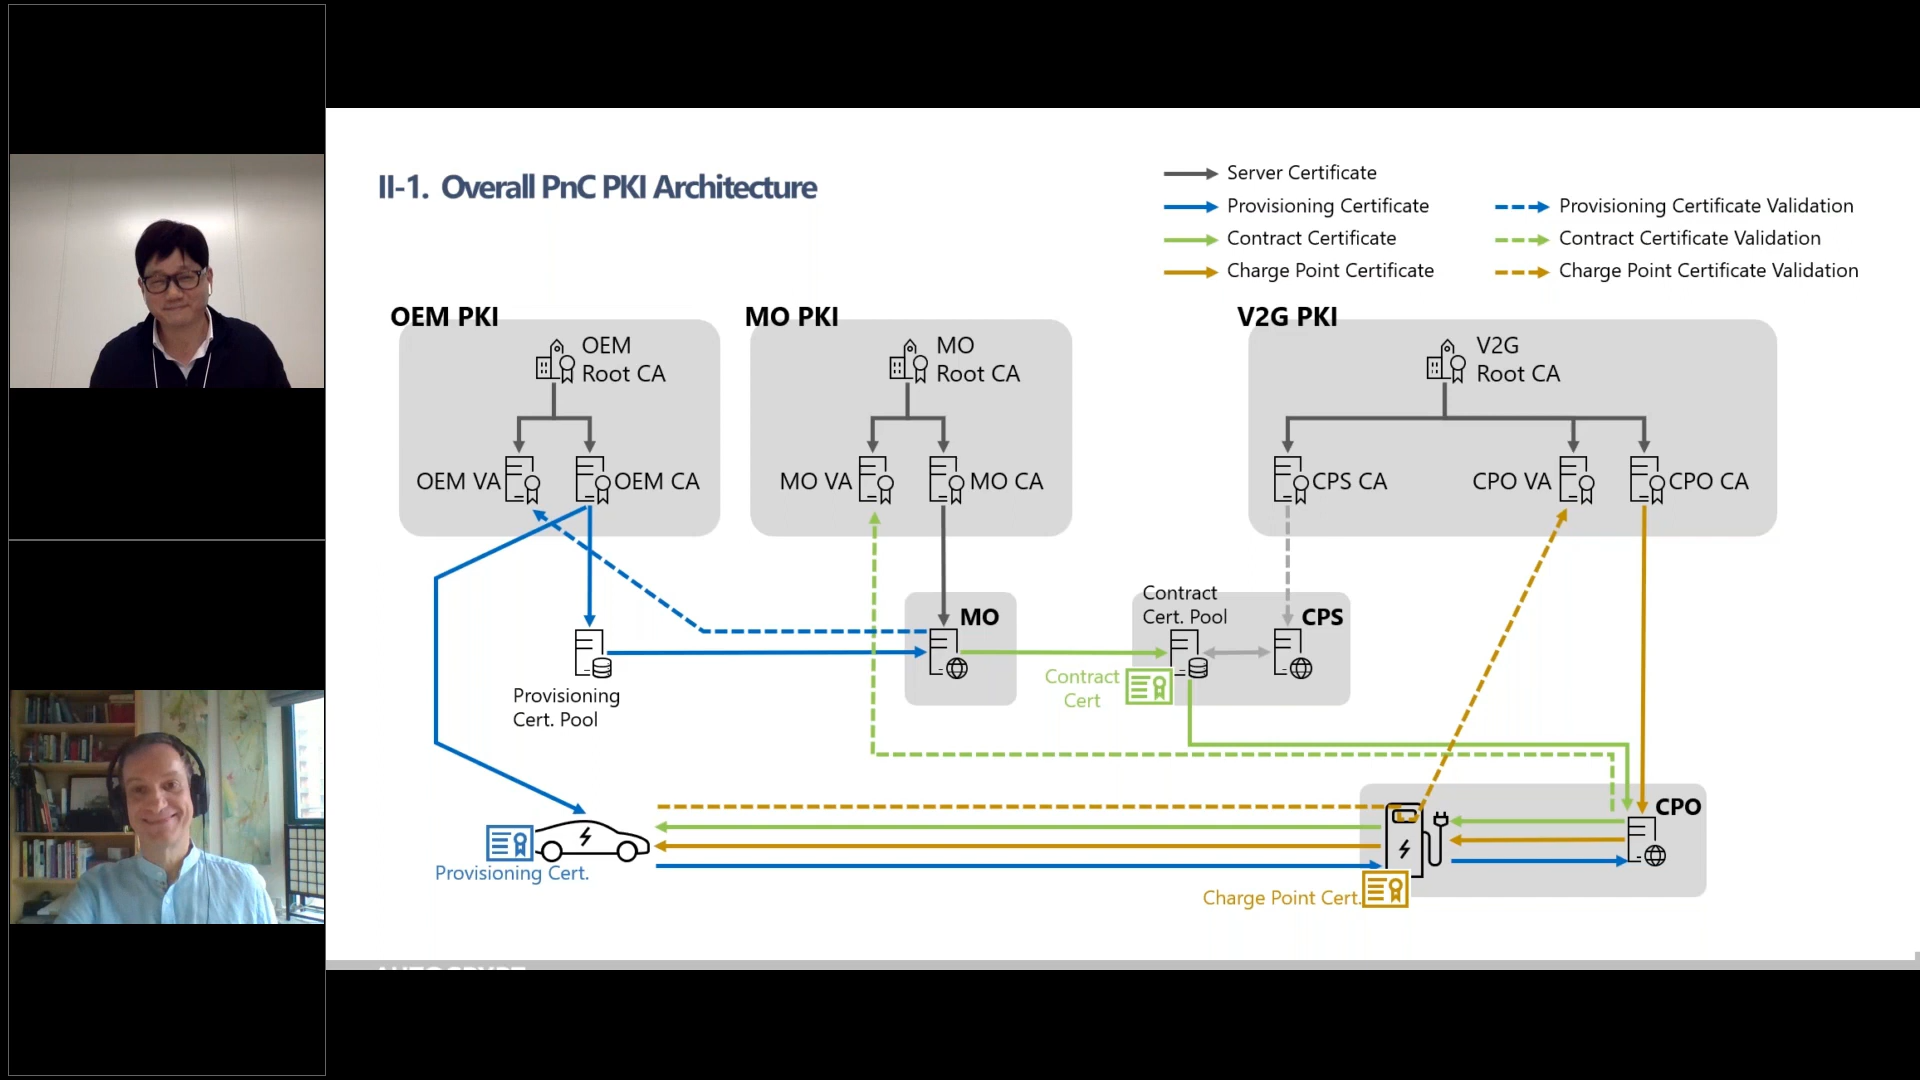 II-1. Overall PnC PKI Architecture
Server Certificate
Provisioning Certificate
Provisioning Certificate Validation
Contract Certificate
Contract Certificate Validation
Charge Point Certificate
Charge Point Certificate Validation
OEM PKI
MO PKI
V2G PKI
OEM
Root CA
MO
Root CA
V2G
Root CA
OEM VA
OEM CA
MO VA
MO CA
CPS CA
CPO VA
CPO CA
Contract
Cert. Pool
MO
CPS
Contract
Cert
Provisioning
Cert. Pool
CPO
Provisioning Cert.
Charge Point Cert.